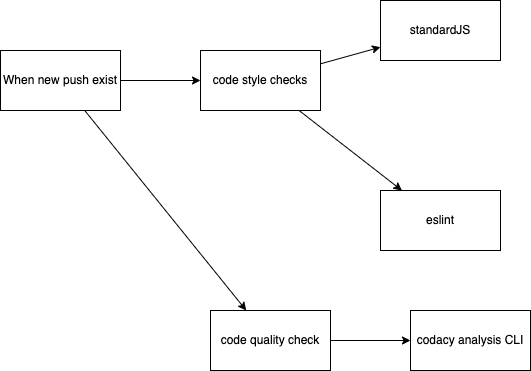 standardJS
When new push exist
code style checks
eslint
code quality check
codacy analysis CLI